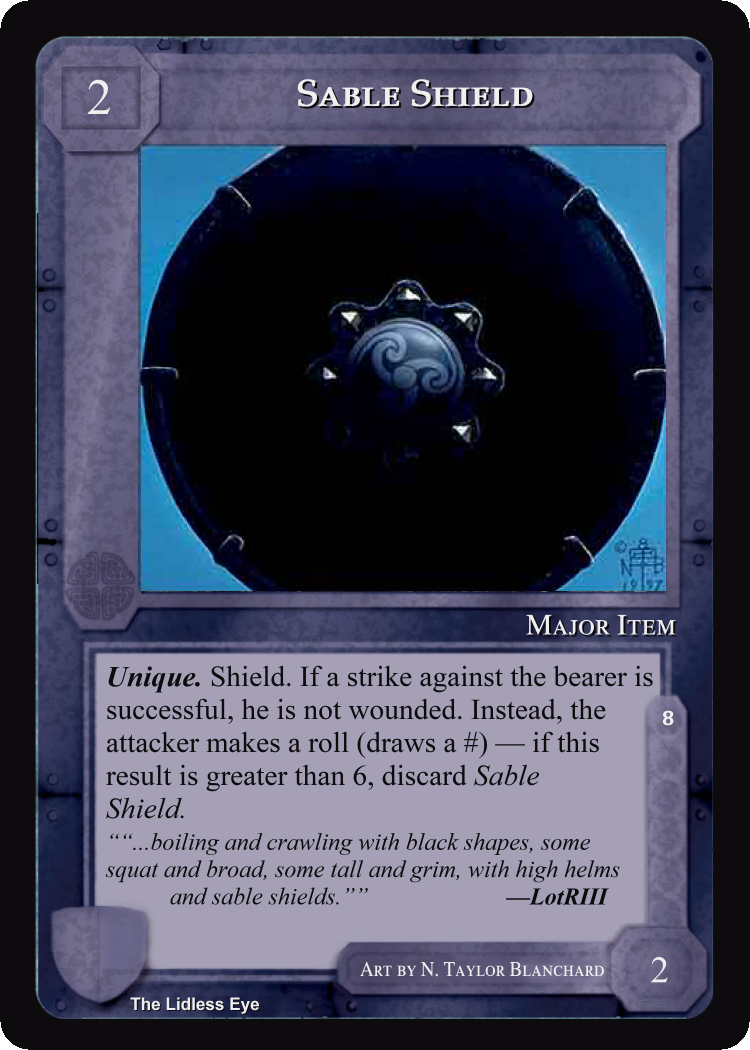 2
SABLE SHIELD
© NTB
1997
MAJOR ITEM
Unique. Shield. If a strike against the bearer is
successful, he is not wounded. Instead, the
attacker makes a roll (draws a #) — if this
result is greater than 6, discard Sable
Shield.
8
““...boiling and crawling with black shapes, some
squat and broad, some tall and grim, with high helms
and sable shields.”” —LotRIII
ART BY N. TAYLOR BLANCHARD
2
The Lidless Eye